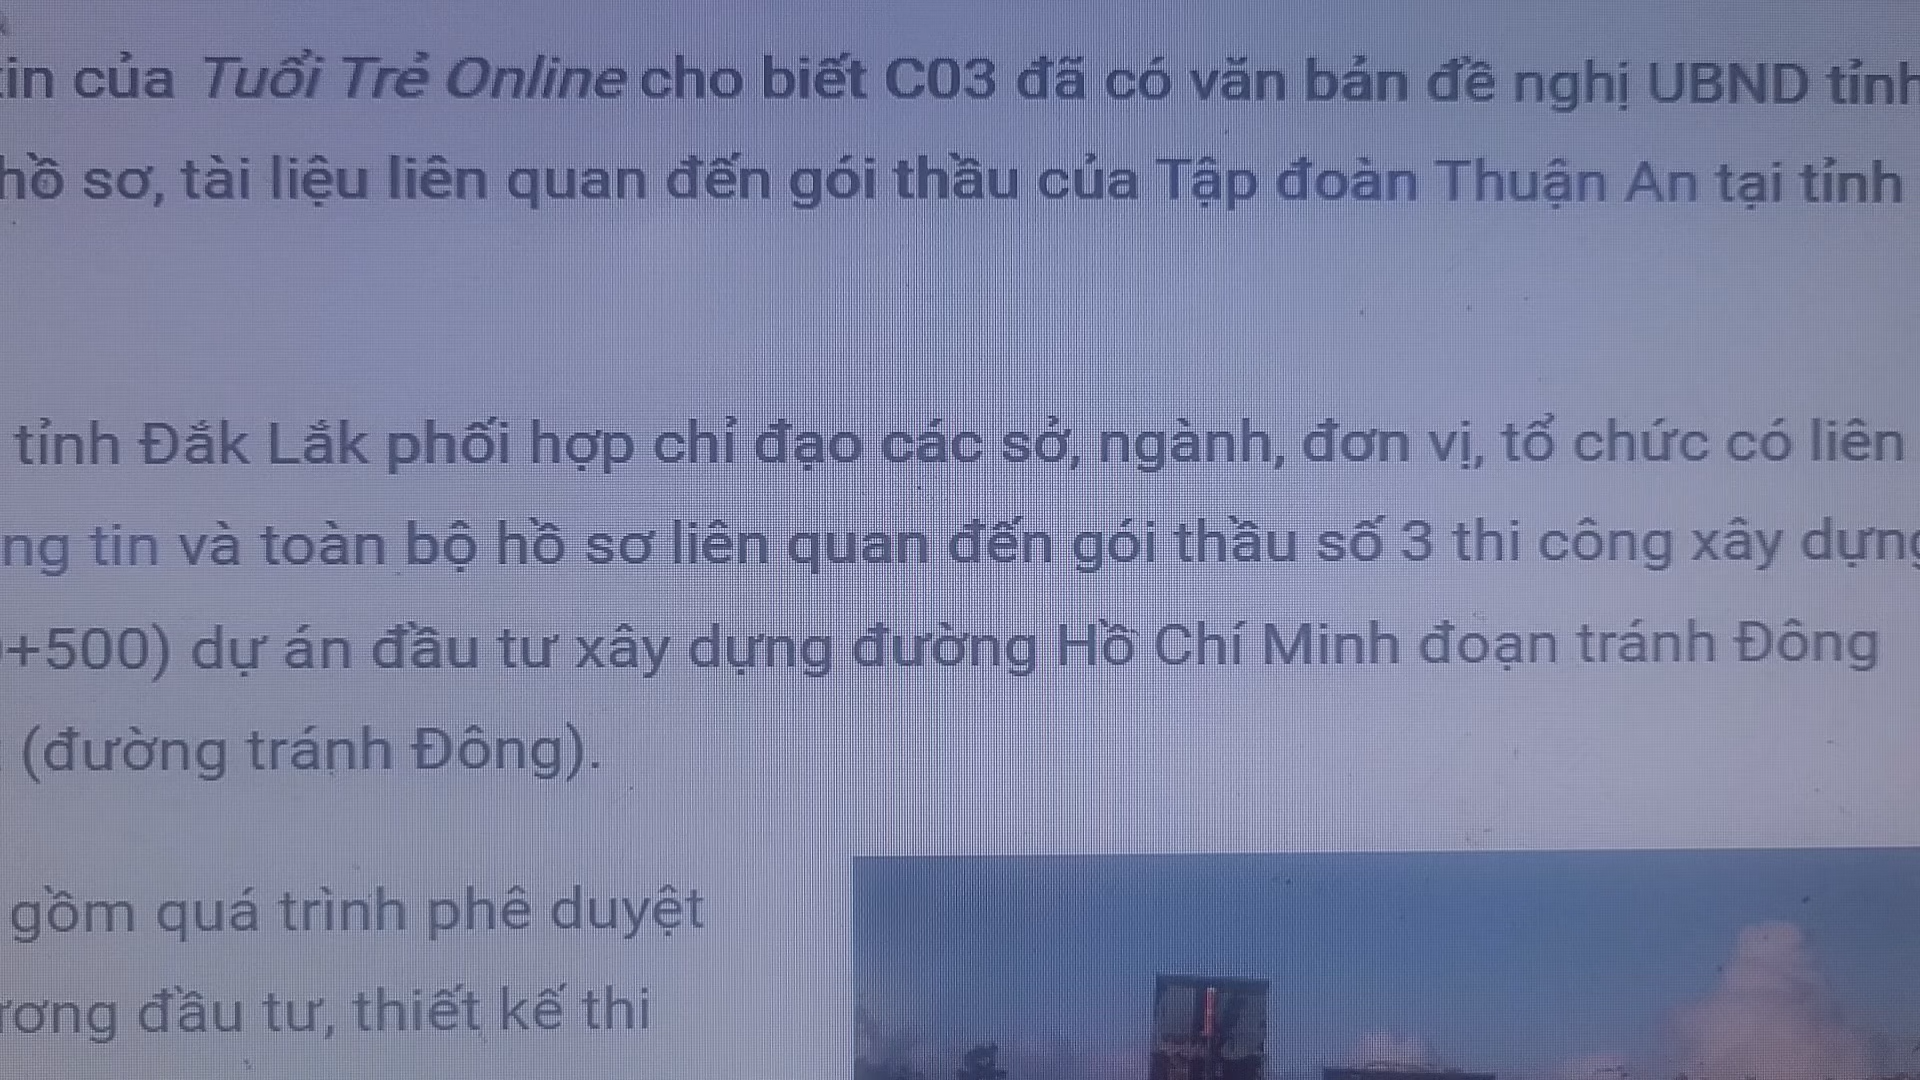 tin của Tuổi Trẻ Online cho biết C03 đã có văn bản đề nghị UBND tỉnh
hồ sơ, tài liệu liên quan đến gói thầu của Tập đoàn Thuận An tại tỉnh
tỉnh Đắk Lắk phối hợp chỉ đạo các sở, ngành, đơn vị, tổ chức có liên
ng tin và toàn bộ hồ sơ liên quan đến gói thầu số 3 thi công xây dựng
+500) dự án đầu tư xây dựng đường Hồ Chí Minh đoạn tránh Đông
(đường tránh Đông).
gồm quá trình phê duyệt
ương đầu tư, thiết kế thi